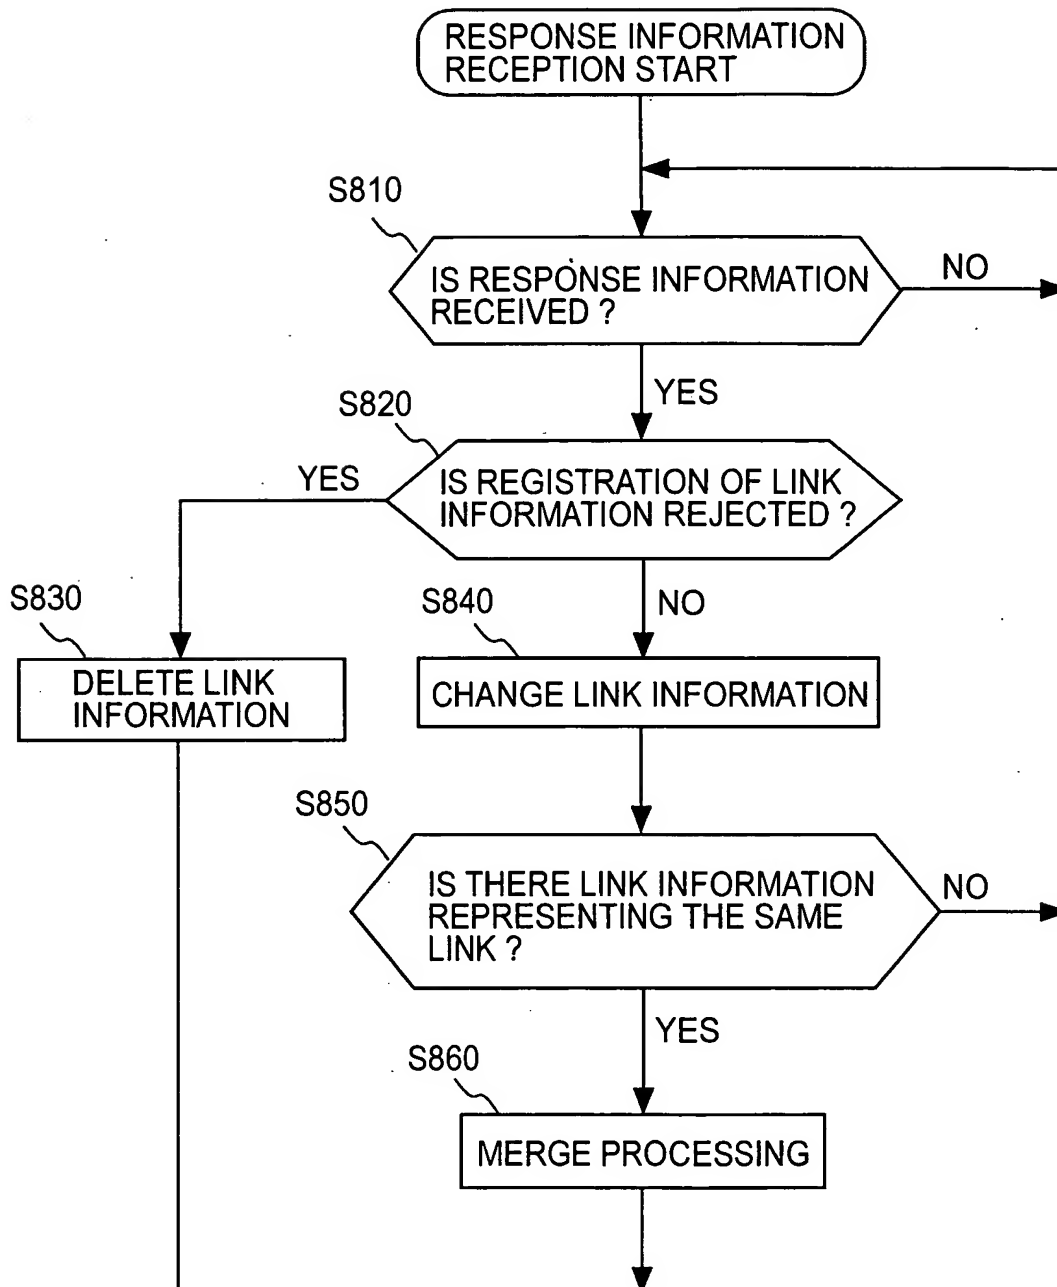 RESPONSE INFORMATION
RECEPTION START
S810
IS RESPONSE INFORMATION
RECEIVED ?
NO
YES
S820
YES
IS REGISTRATION OF LINK
INFORMATION REJECTED ?
NO
S830
DELETE LINK
INFORMATION
S840
CHANGE LINK INFORMATION
S850
IS THERE LINK INFORMATION
REPRESENTING THE SAME
LINK ?
NO
YES
S860
MERGE PROCESSING